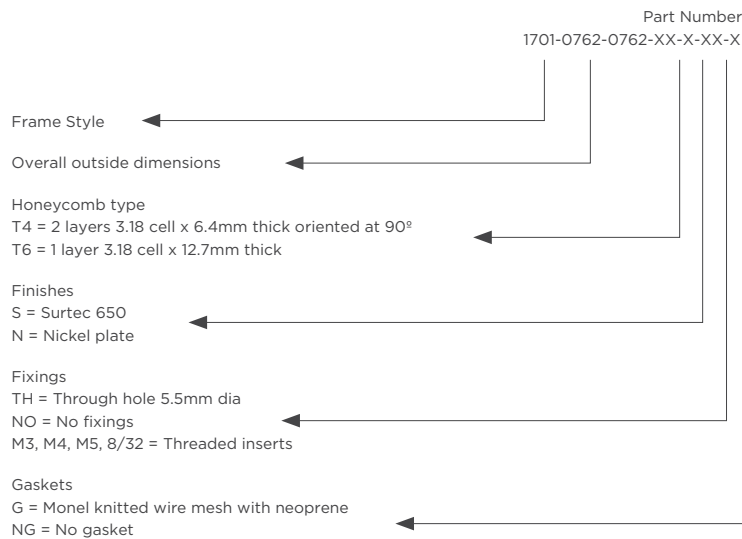 Part Number
1701-0762-0762-XX-X-XX-X
Frame Style
Overall outside dimensions
Honeycomb type
T4 = 2 layers 3.18 cell x 6.4mm thick oriented at 90º
T6 = 1 layer 3.18 cell x 12.7mm thick
Finishes
S = Surtec 650
N = Nickel plate
Fixings
TH = Through hole 5.5mm dia
NO = No fixings
M3, M4, M5, 8/32 = Threaded inserts
Gaskets
G = Monel knitted wire mesh with neoprene
NG = No gasket